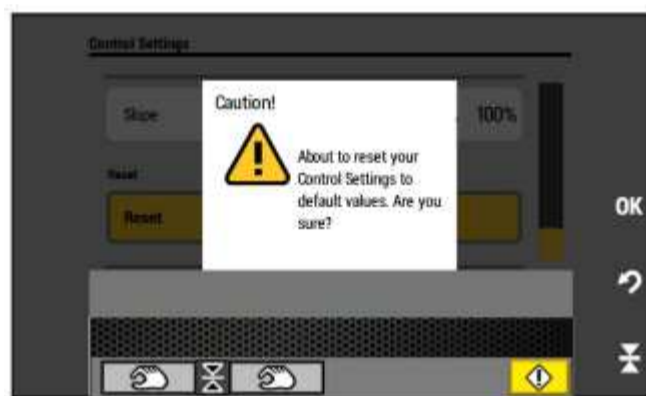 Control Settings
Caution!
Slope 100%
About to reset your
Control Settings to
default values. Are you
sure?
Reset
Reset
OK